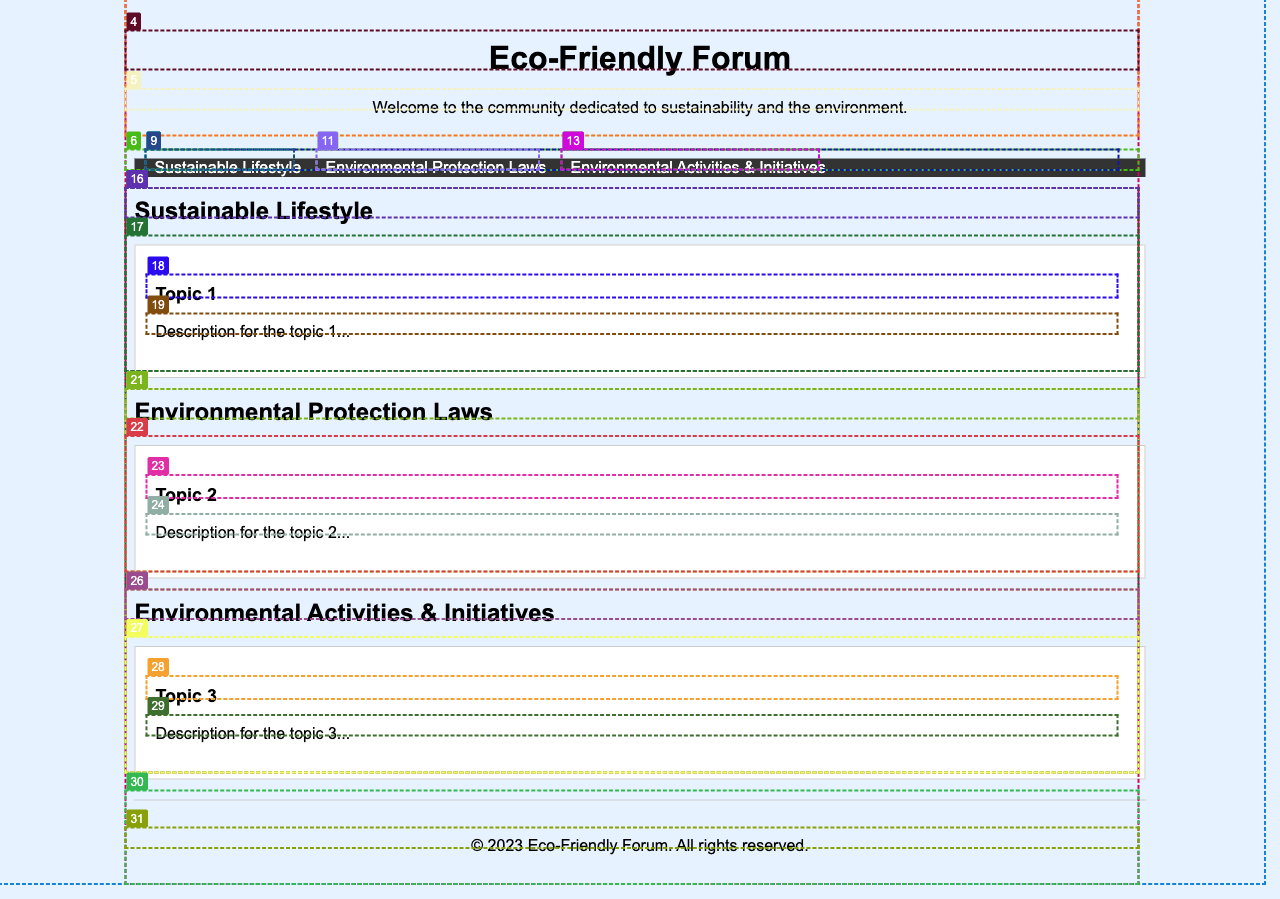 4
Eco-Friendly Forum
5
Welcome to the community dedicated to sustainability and the environment.
6 9 11 13
Sustainable Lifestyle Environmental Protection Laws Environmental Activities & Initiatives
16
Sustainable Lifestyle
17
18
Topic 1
19
Description for the topic 1...
21
Environmental Protection Laws
22
23
Topic 2
24
Description for the topic 2...
26
Environmental Activities & Initiatives
27
28
Topic 3
29
Description for the topic 3...
30
31
© 2023 Eco-Friendly Forum. All rights reserved.